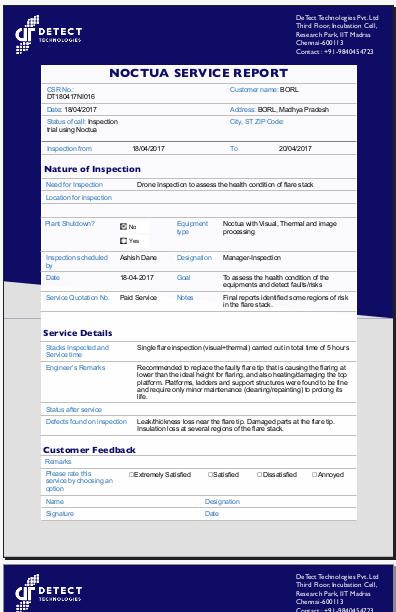 DETECT
TECHNOLOGIES
DeTect Technologies Pvt. Ltd
Third Floor, Incubation Cell,
Research Park, IIT Madras
Chennai-600113
Contact : +91-9840454723
NOCTUA SERVICE REPORT
CSR No.: DT180417NI016
Customer name: BORL
Date: 18/04/2017
Address: BORL, Madhya Pradesh
Status of call: Inspection trial using Noctua
City, ST ZIP Code:
Inspection from 18/04/2017 To 20/04/2017
Nature of Inspection
Need for Inspection Drone Inspection to assess the health condition of flare stack
Location for inspection
Plant Shutdown? ☒ No
☐ Yes
Equipment type Noctua with Visual, Thermal and image processing
Inspection scheduled by Ashish Dane Designation Manager-Inspection
Date 18-04-2017 Goal To assess the health condition of the equipments and detect faults/risks
Service Quotation No. Paid Service Notes Final reports identified some regions of risk in the flare stack.
Service Details
Stacks Inspected and Service time Single flare inspection (visual+thermal) carried out in total time of 5 hours
Engineer's Remarks Recommended to replace the faulty flare tip that is causing the flaring at
lower than the ideal height for flaring, and also heating/damaging the top
platform. Platforms, ladders and support structures were found to be fine
and require only minor maintenance (cleaning/repainting) to prolong its
life.
Status after service
Defects found on inspection Leak/thickness loss near the flare tip. Damaged parts at the flare tip.
Insulation loss at several regions of the flare stack.
Customer Feedback
Remarks
Please rate this service by choosing an option ☐Extremely Satisfied ☐Satisfied ☐Dissatisfied ☐Annoyed
Name Designation
Signature Date
DETECT
TECHNOLOGIES
DeTect Technologies Pvt. Ltd
Third Floor, Incubation Cell,
Research Park, IIT Madras
Chennai-600113
Contact : +91-9840454723